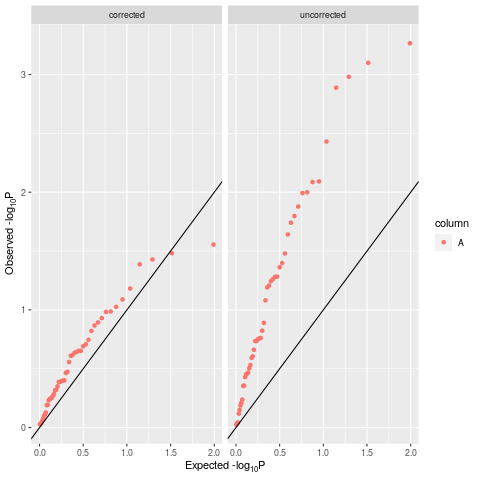 corrected uncorrected
3
2
1
0
0.0 0.5 1.0 1.5 2.0 0.0 0.5 1.0 1.5 2.0
Expected -log10P
Observed -log10P
column
A